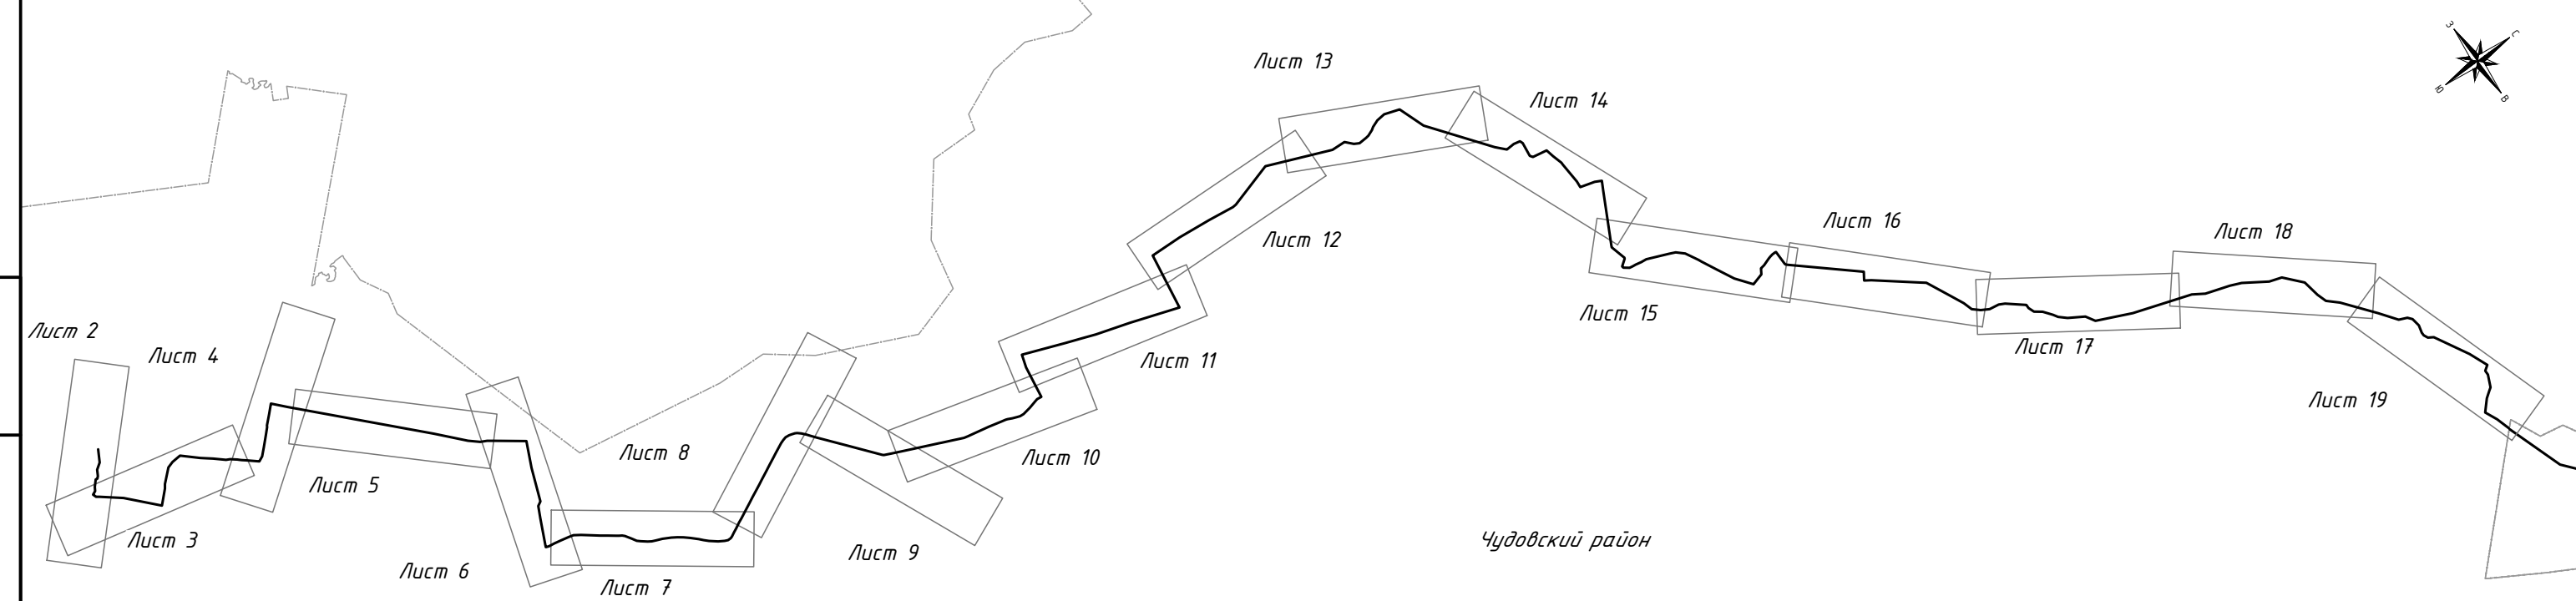 Лист 13
З
С
Ю
В
Лист 14
Лист 16
Лист 18
Лист 12
Лист 2
Лист 4
Лист 15
Лист 17
Лист 11
Лист 19
Лист 8
Лист 10
Лист 5
Лист 3
Лист 9
Чудовский район
Лист 6
Лист 7